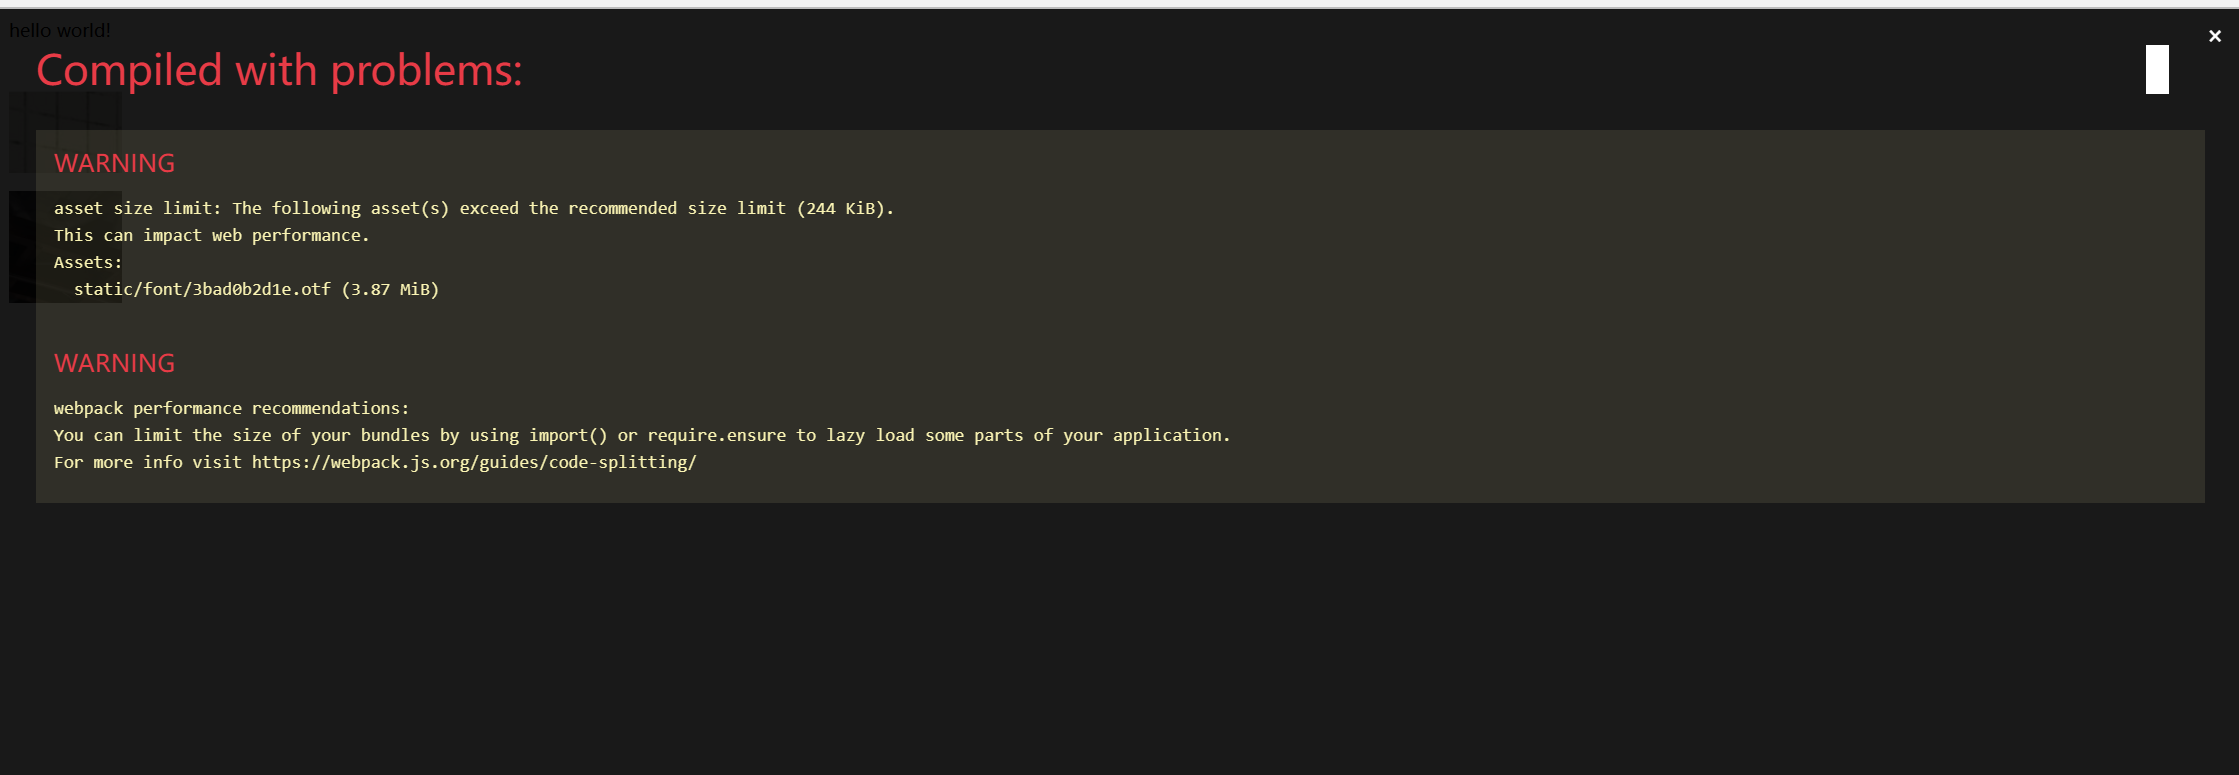 hello world!
×
Compiled with problems:
WARNING
asset size limit: The following asset(s) exceed the recommended size limit (244 KiB).
This can impact web performance.
Assets:
  static/font/3bad0b2d1e.otf (3.87 MiB)
WARNING
webpack performance recommendations:
You can limit the size of your bundles by using import() or require.ensure to lazy load some parts of your application.
For more info visit https://webpack.js.org/guides/code-splitting/